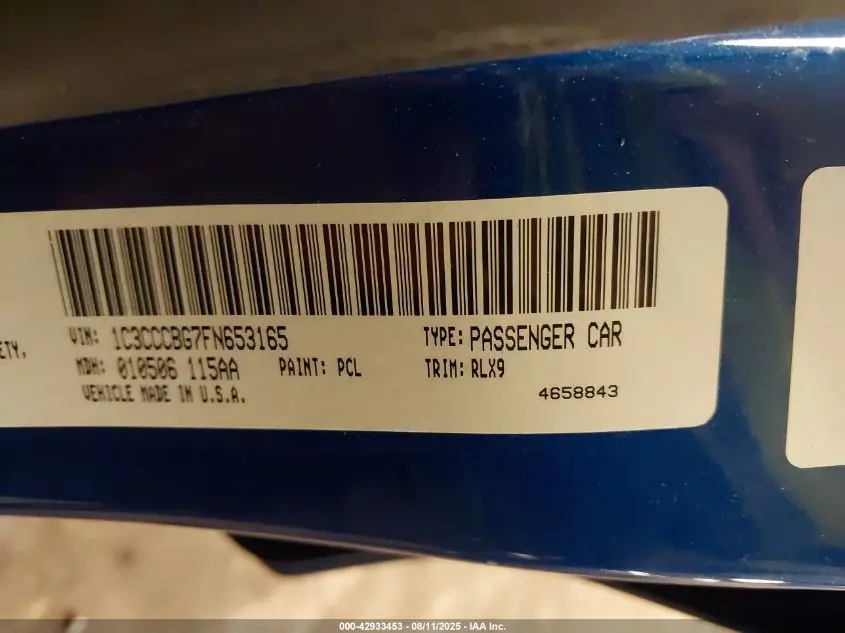 ETY,
VIN: 1C3CCCBG7FN653165
TYPE: PASSENGER CAR
MDH: 010506 115AA
PAINT: PCL
TRIM: RLX9
VEHICLE MADE IN U.S.A.
4658843
000-42933453 - 08/11/2025 - IAA Inc.